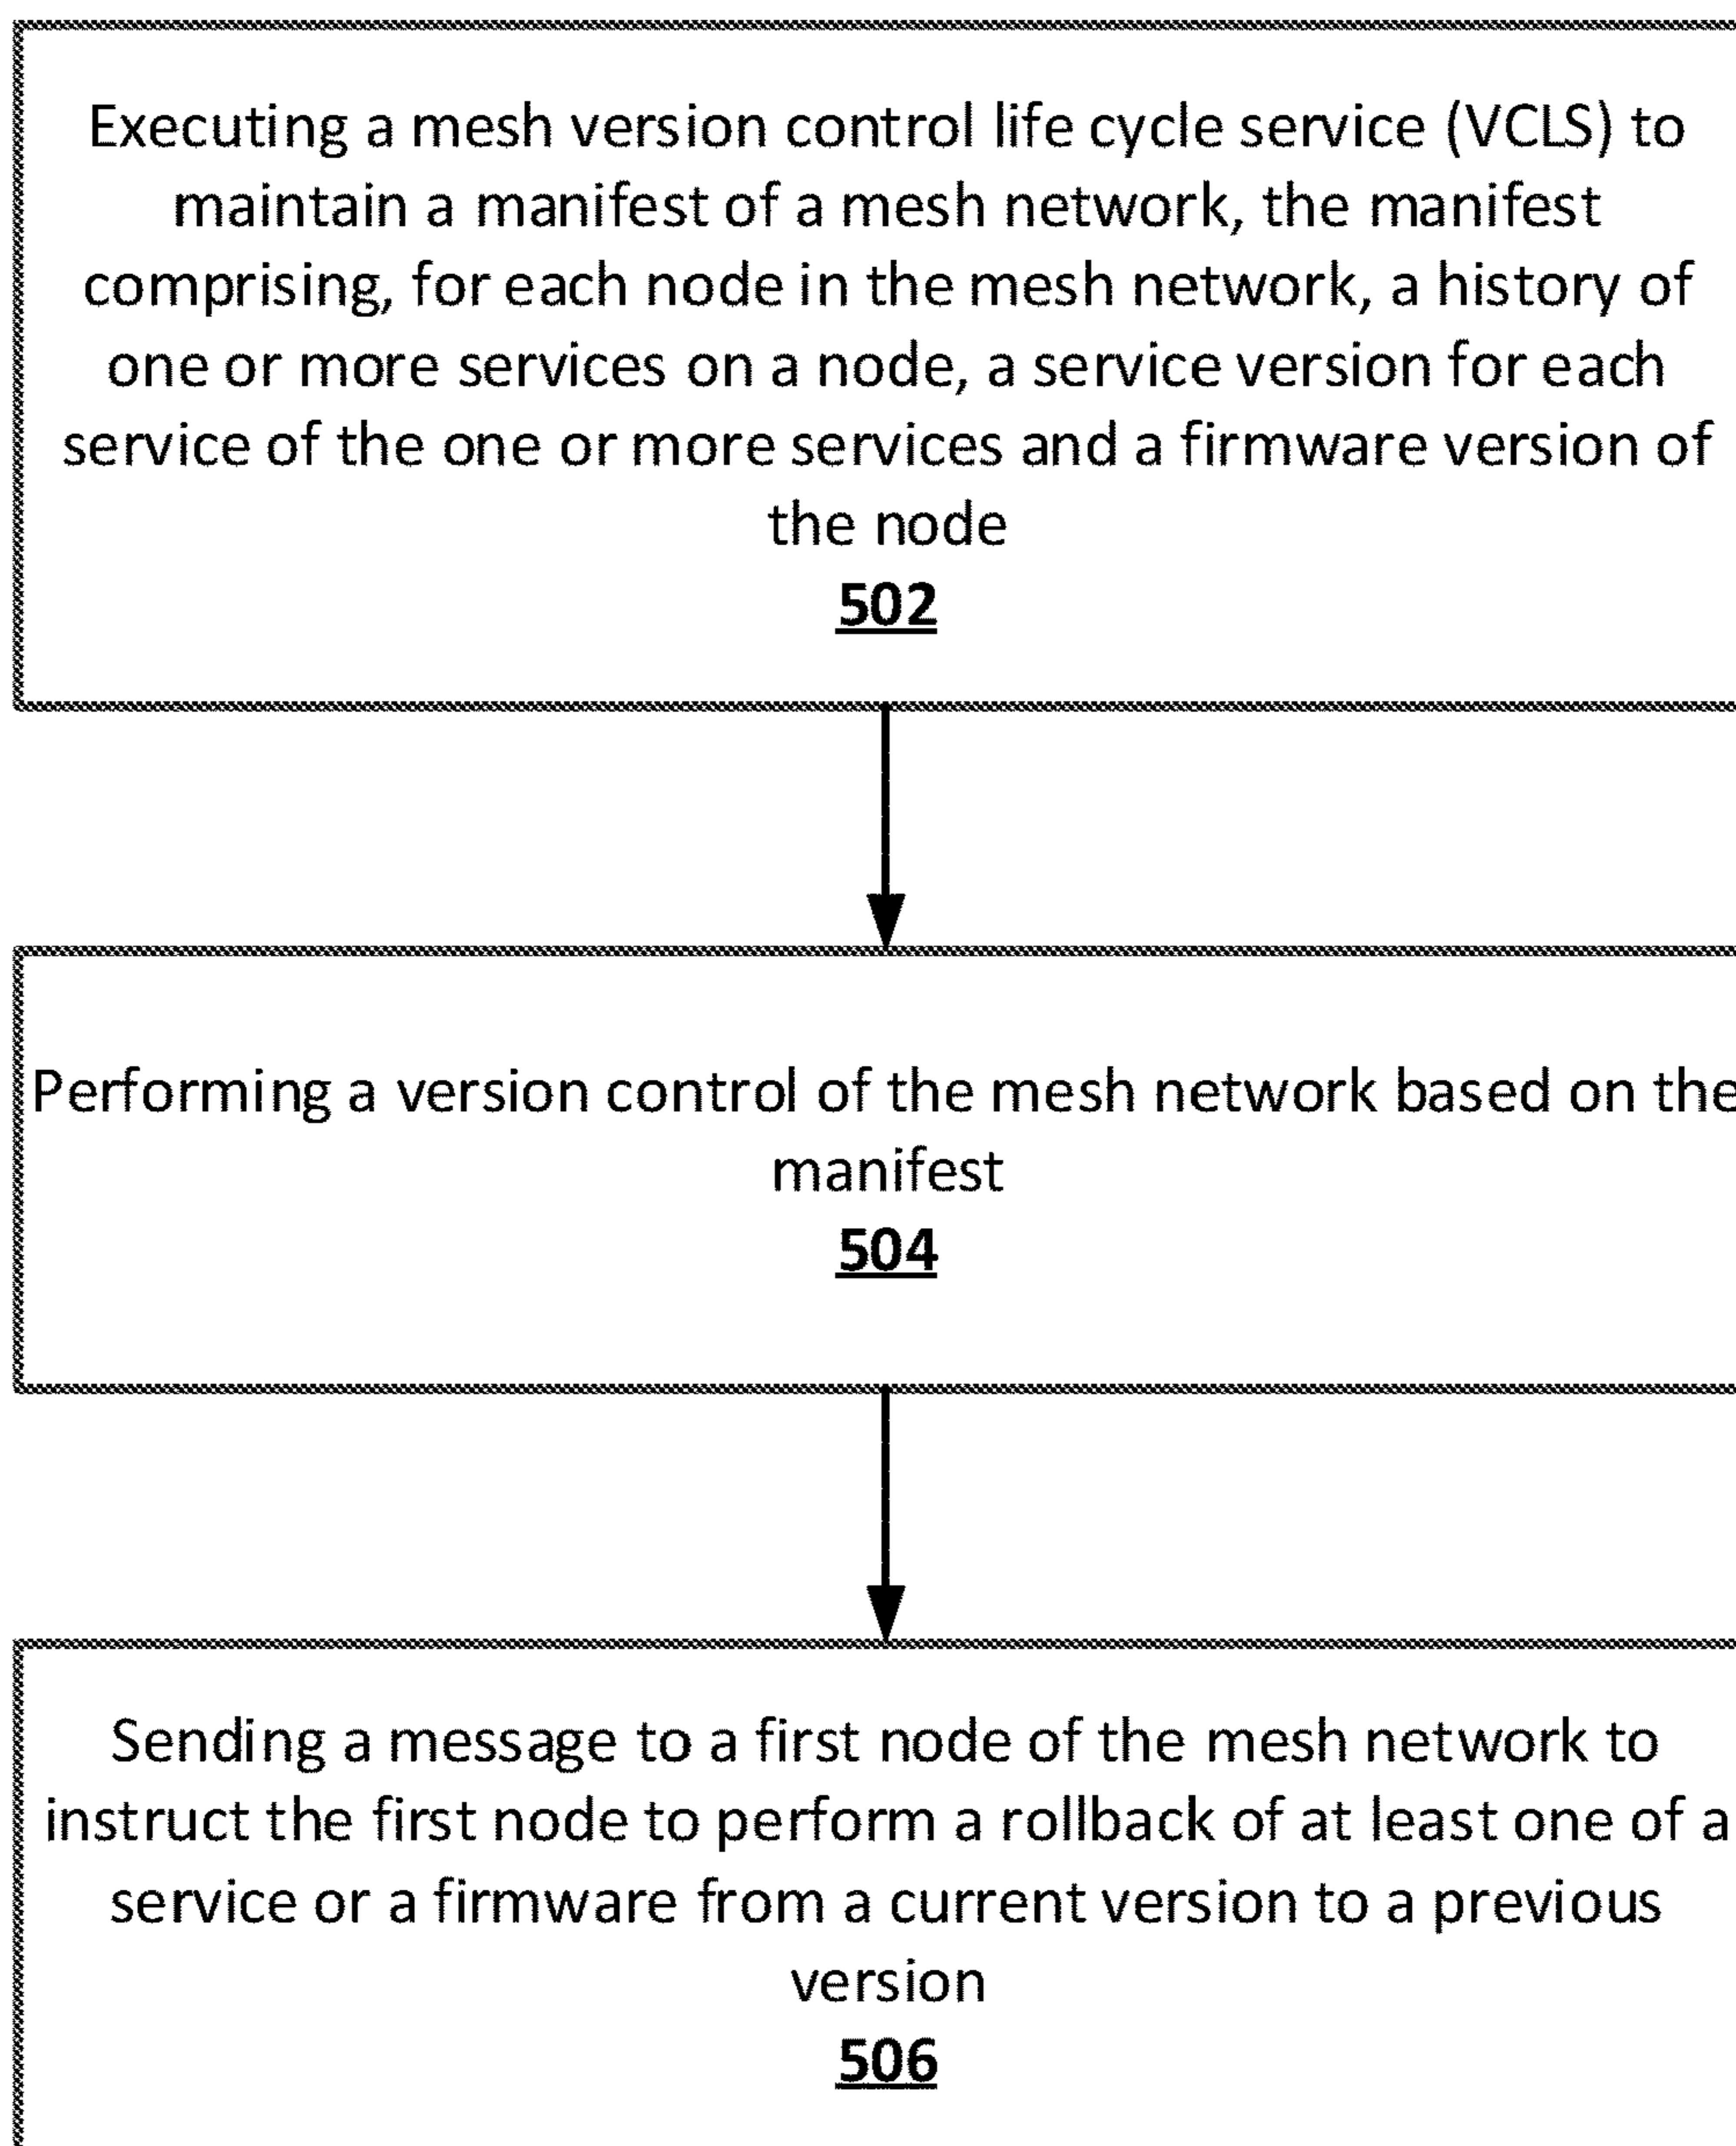 Executing a mesh version control life cycle service (VCLS) to
maintain a manifest of a mesh network, the manifest
comprising, for each node in the mesh network, a history of
one or more services on a node, a service version for each
service of the one or more services and a firmware version of
the node
502
Performing a version control of the mesh network based on the
manifest
504
Sending a message to a first node of the mesh network to
instruct the first node to perform a rollback of at least one of a
service or a firmware from a current version to a previous
version
506